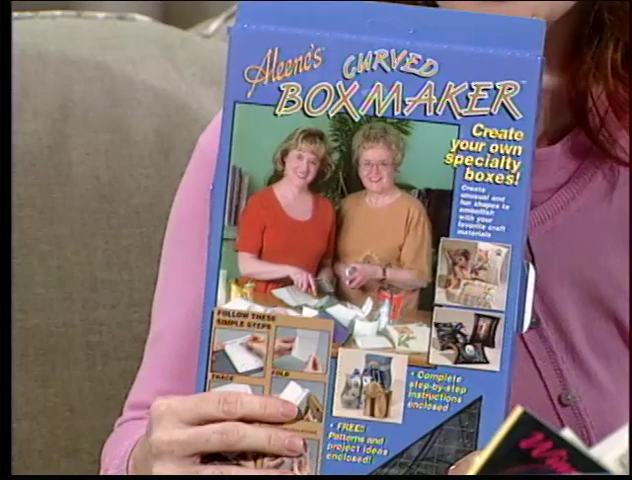 Aleene's
CURVED
BOXMAKER™
Create
your own
specialty
boxes!
Create
unusual and
fun shapes to
embellish
with your
favorite craft
materials
FOLLOW THESE
SIMPLE STEPS
TRACE
FOLD
• Complete
step-by-step
instructions
enclosed
• FREE!!
Patterns and
project ideas
enclosed!